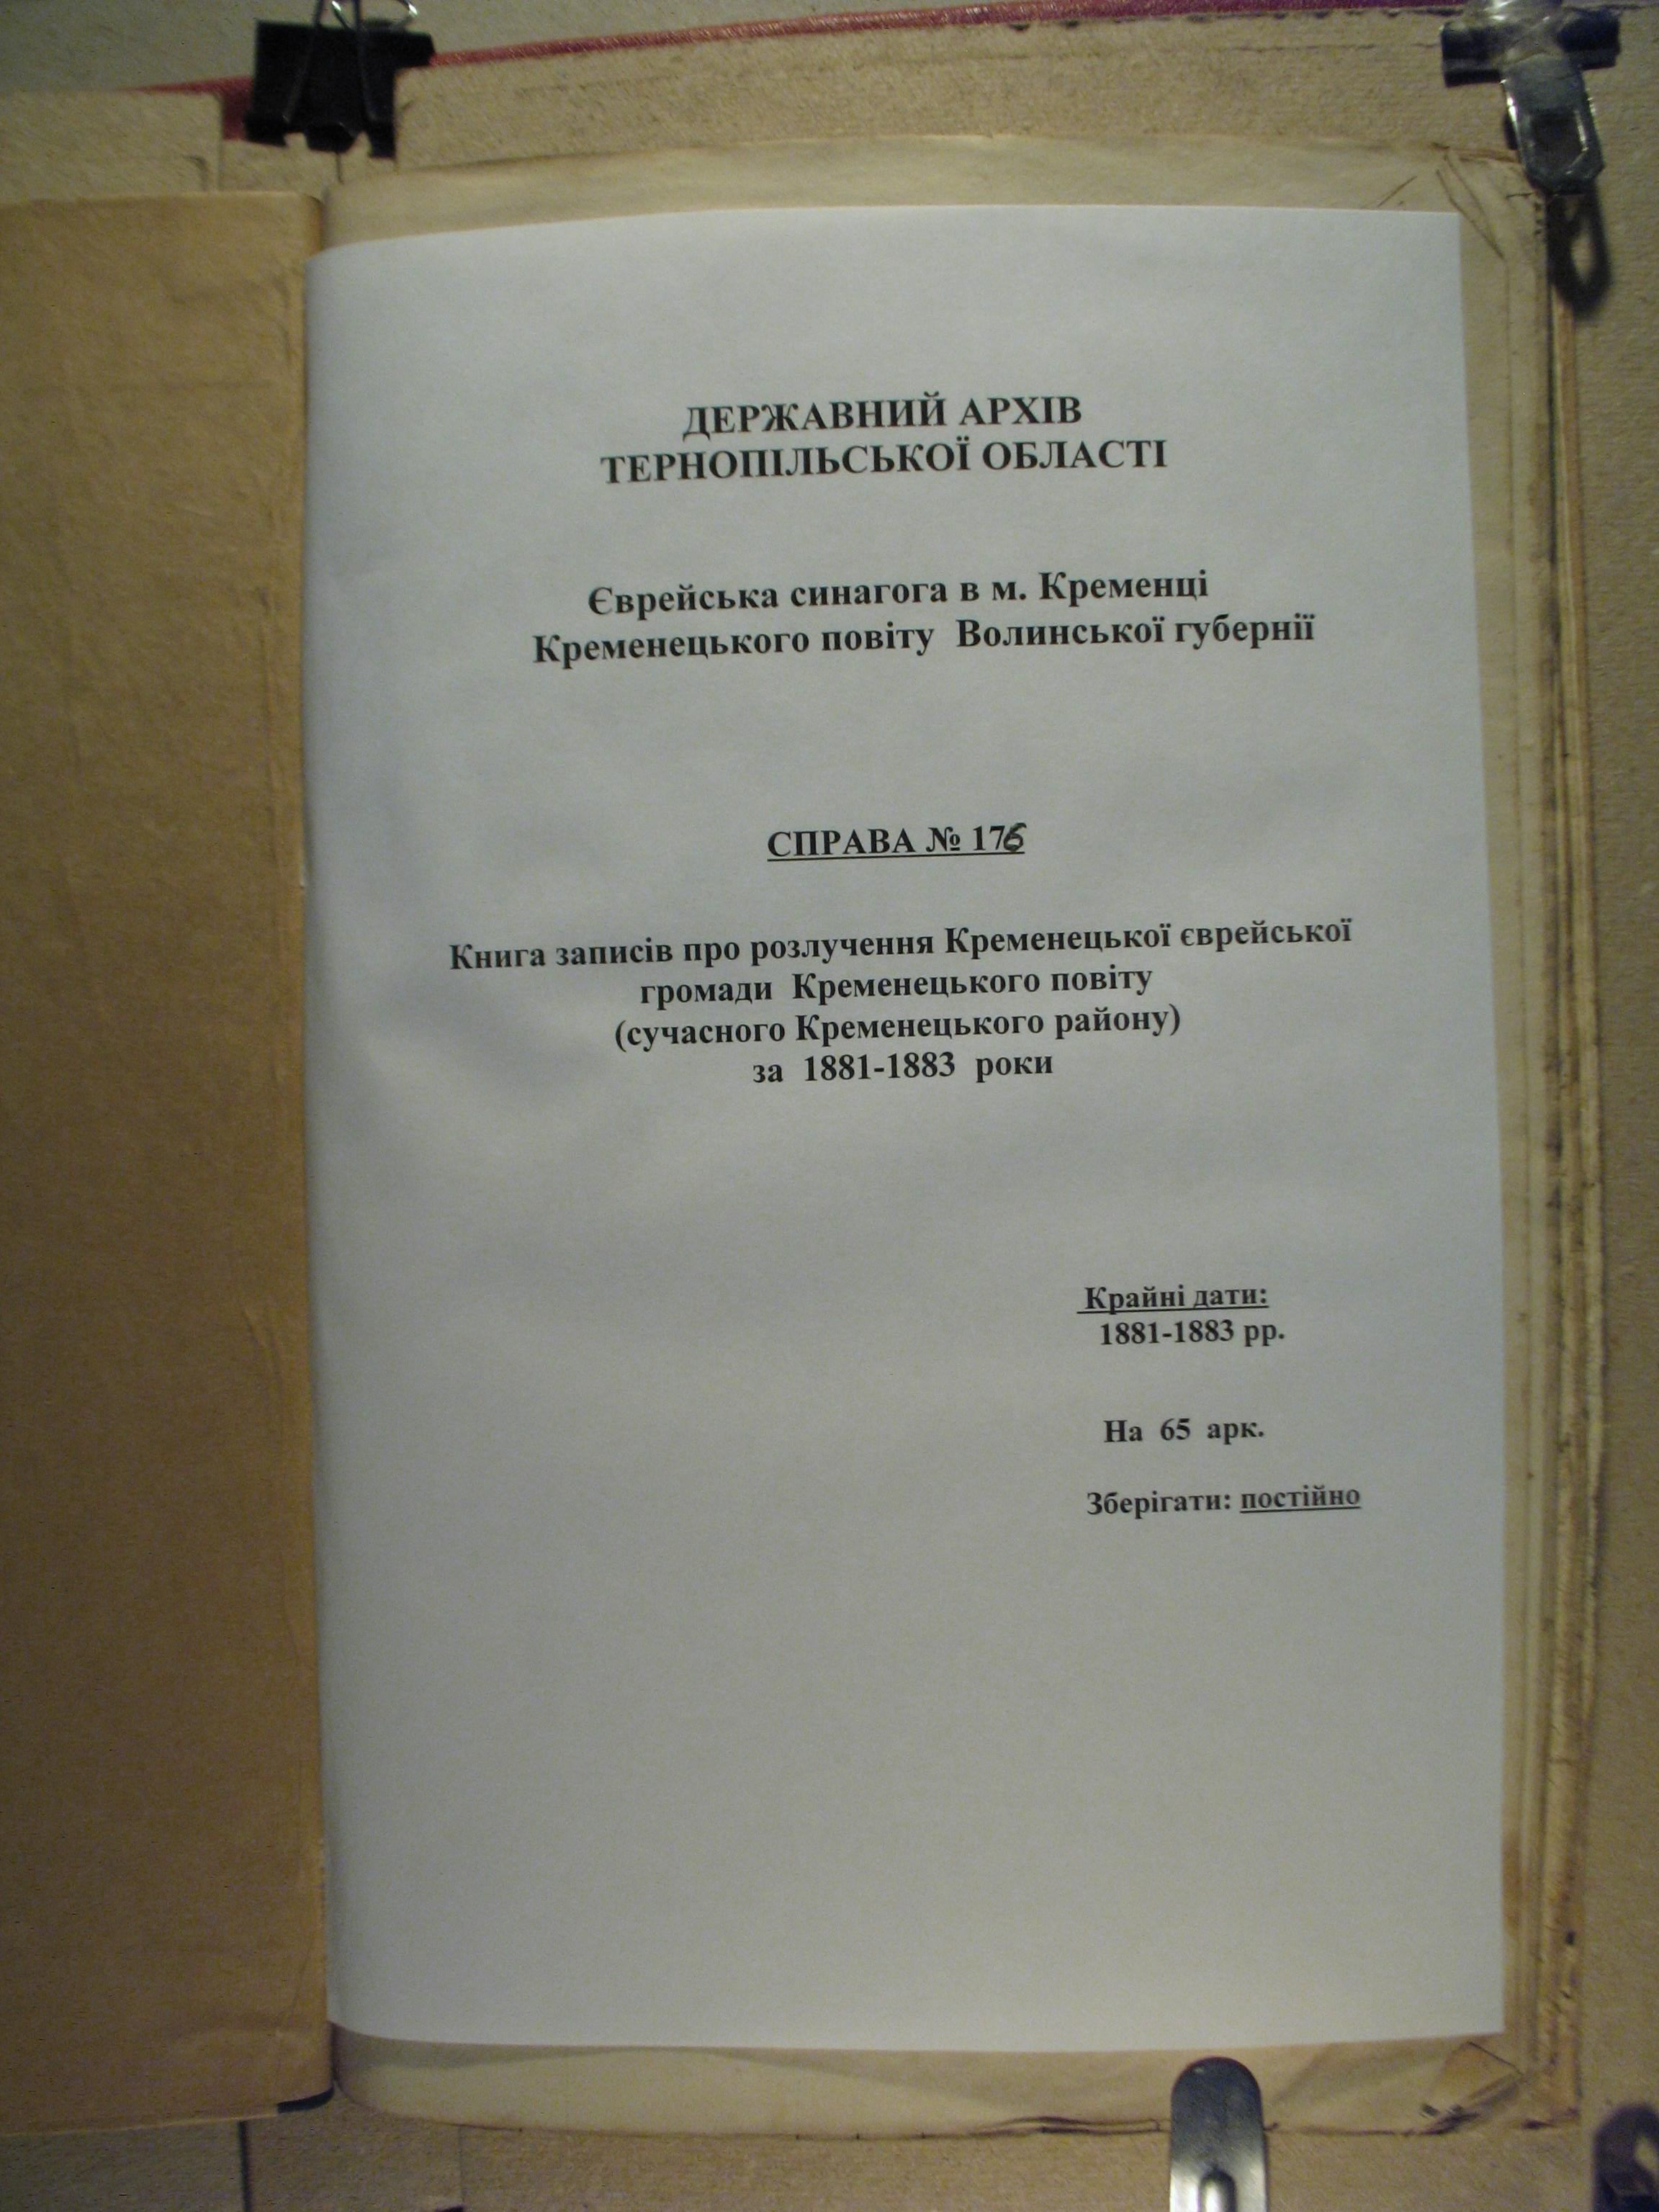 ДЕРЖАВНИЙ АРХІВ
ТЕРНОПІЛЬСЬКОЇ ОБЛАСТІ
Єврейська синагога в м. Кременці
Кременецького повіту Волинської губернії
СПРАВА № 176
Книга записів про розлучення Кременецької єврейської
громади Кременецького повіту
(сучасного Кременецького району)
за 1881-1883 роки
Крайні дати:
1881-1883 рр.
На 65 арк.
Зберігати: постійно